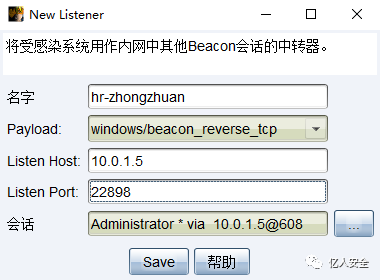 New Listener
将受感染系统用作内网中其他Beacon会话的中转器。
名字 hr-zhongzhuan
Payload: windows/beacon_reverse_tcp
Listen Host: 10.0.1.5
Listen Port: 22898
会话 Administrator * via 10.0.1.5@608 ...
Save 帮助
亿人安全